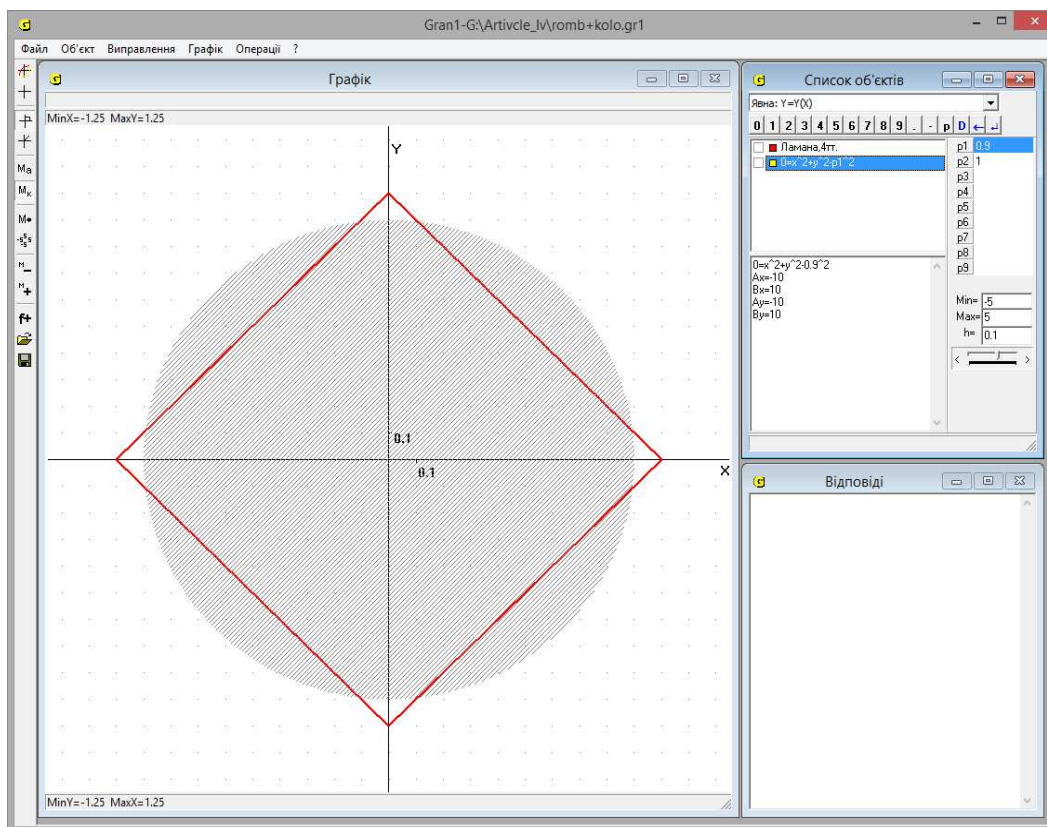 Gran1-G:\Artivcle_lv\romb+kolo.gr1
Файл Об'єкт Виправлення Графік Операції ?
Графік
MinX=-1.25 MaxY=1.25
Y
0.1
0.1
X
MinY=-1.25 MaxX=1.25
Ma
Mк
M
-5
M
M
f+
Список об'єктів
Явна: Y=Y(X)
0 1 2 3 4 5 6 7 8 9 . - p D ← ↲
Ламана,4тт.
0=x^2+y^2-p1^2
p1 0.9
p2 1
p3
p4
p5
p6
p7
p8
p9
0=x^2+y^2-0.9^2
Ax=-10
Bx=10
Ay=-10
By=10
Min= -5
Max= 5
h= 0.1
< >
Відповіді